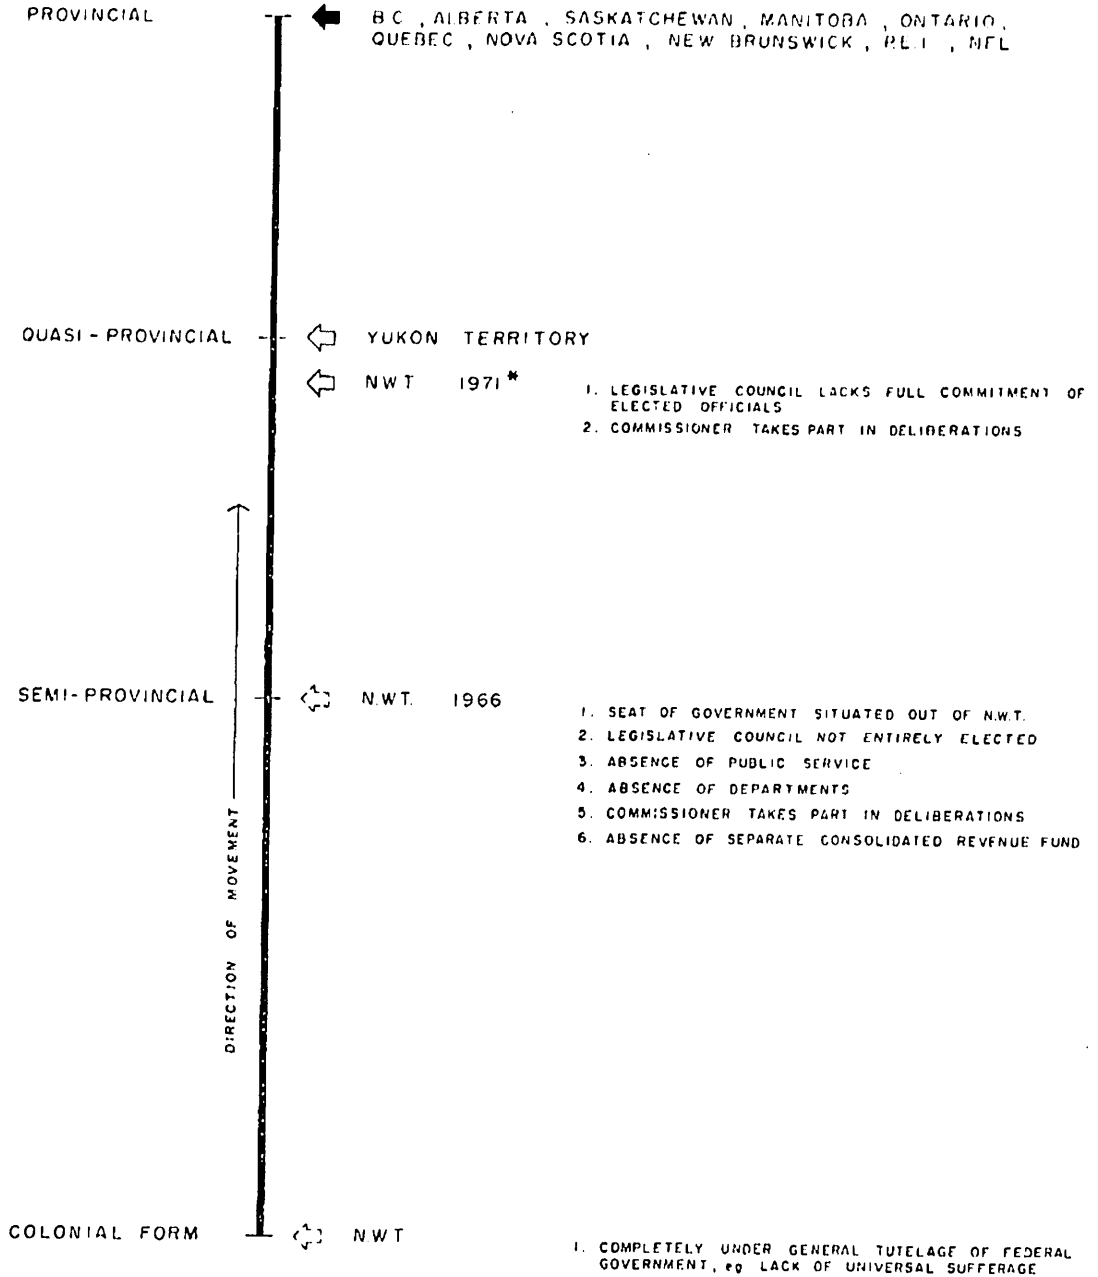 PROVINCIAL
B C , ALBERTA , SASKATCHEWAN , MANITOBA , ONTARIO ,
QUEBEC , NOVA SCOTIA , NEW BRUNSWICK , P.E.I , NFL
QUASI - PROVINCIAL
YUKON TERRITORY
N W T 1971 *
1. LEGISLATIVE COUNCIL LACKS FULL COMMITMENT OF
ELECTED OFFICIALS
2. COMMISSIONER TAKES PART IN DELIBERATIONS
SEMI - PROVINCIAL
N.W.T. 1966
1. SEAT OF GOVERNMENT SITUATED OUT OF N.W.T.
2. LEGISLATIVE COUNCIL NOT ENTIRELY ELECTED
3. ABSENCE OF PUBLIC SERVICE
4. ABSENCE OF DEPARTMENTS
5. COMMISSIONER TAKES PART IN DELIBERATIONS
6. ABSENCE OF SEPARATE CONSOLIDATED REVENUE FUND
DIRECTION OF MOVEMENT
COLONIAL FORM
N.W T
1. COMPLETELY UNDER GENERAL TUTELAGE OF FEDERAL
GOVERNMENT, eg LACK OF UNIVERSAL SUFFERAGE